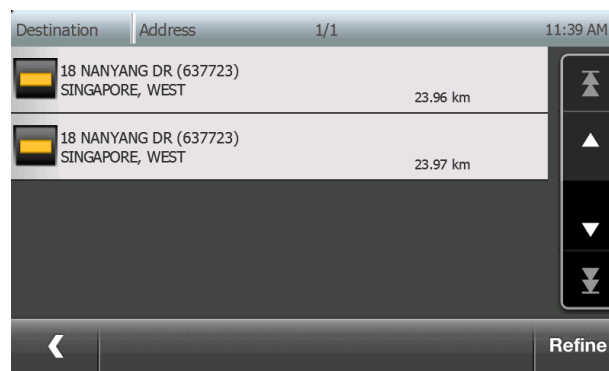 Destination Address 1/1 11:39 AM
18 NANYANG DR (637723)
SINGAPORE, WEST
23.96 km
18 NANYANG DR (637723)
SINGAPORE, WEST
23.97 km
Refine